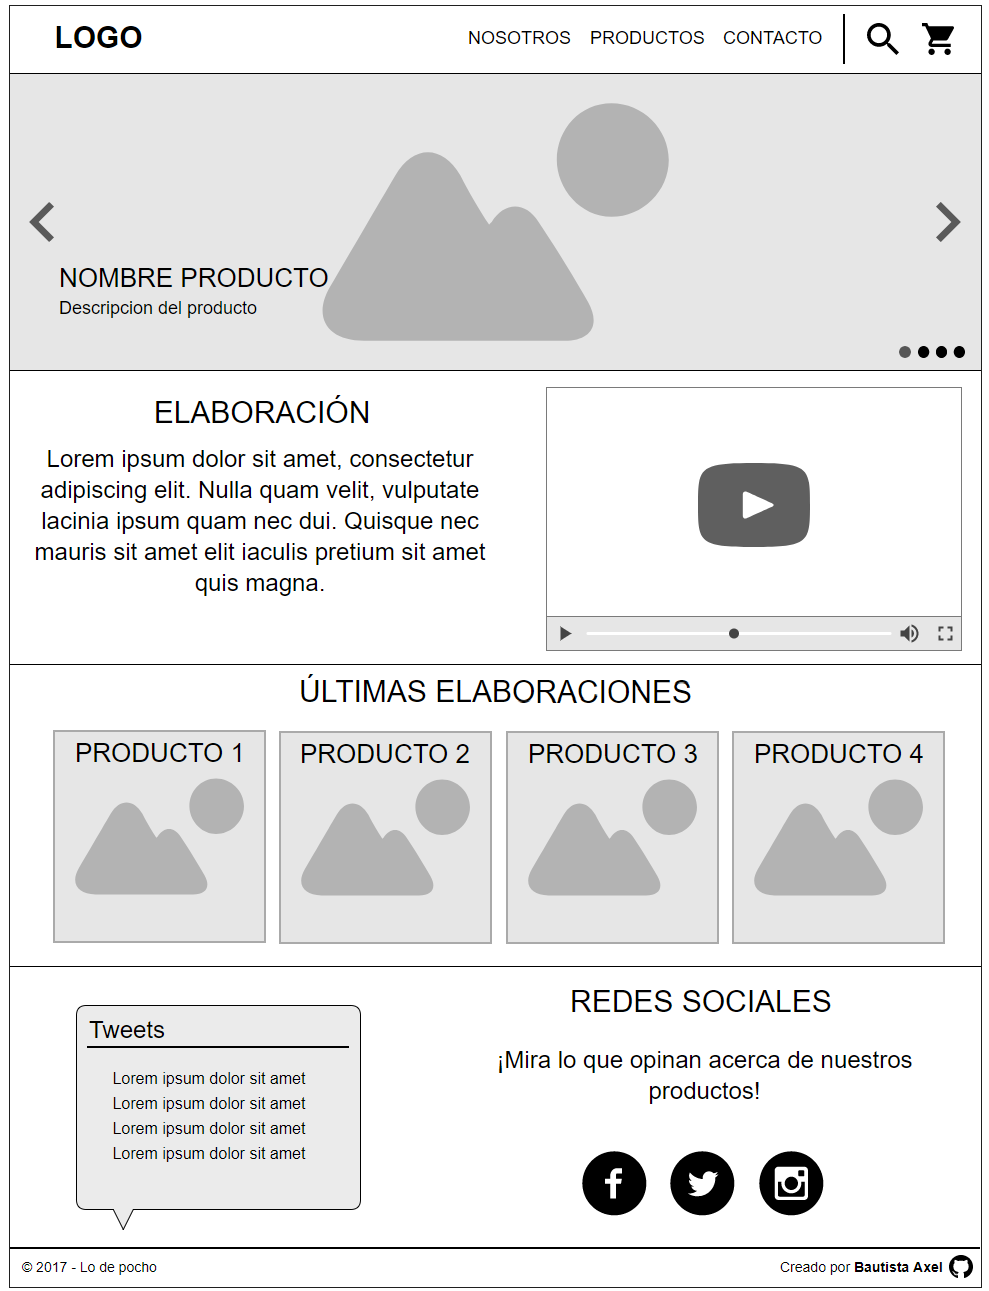 LOGO
NOSOTROS PRODUCTOS CONTACTO
NOMBRE PRODUCTO
Descripcion del producto
ELABORACIÓN
Lorem ipsum dolor sit amet, consectetur
adipiscing elit. Nulla quam velit, vulputate
lacinia ipsum quam nec dui. Quisque nec
mauris sit amet elit iaculis pretium sit amet
quis magna.
ÚLTIMAS ELABORACIONES
PRODUCTO 1
PRODUCTO 2
PRODUCTO 3
PRODUCTO 4
Tweets
Lorem ipsum dolor sit amet
Lorem ipsum dolor sit amet
Lorem ipsum dolor sit amet
Lorem ipsum dolor sit amet
REDES SOCIALES
¡Mira lo que opinan acerca de nuestros
productos!
© 2017 - Lo de pocho
Creado por Bautista Axel